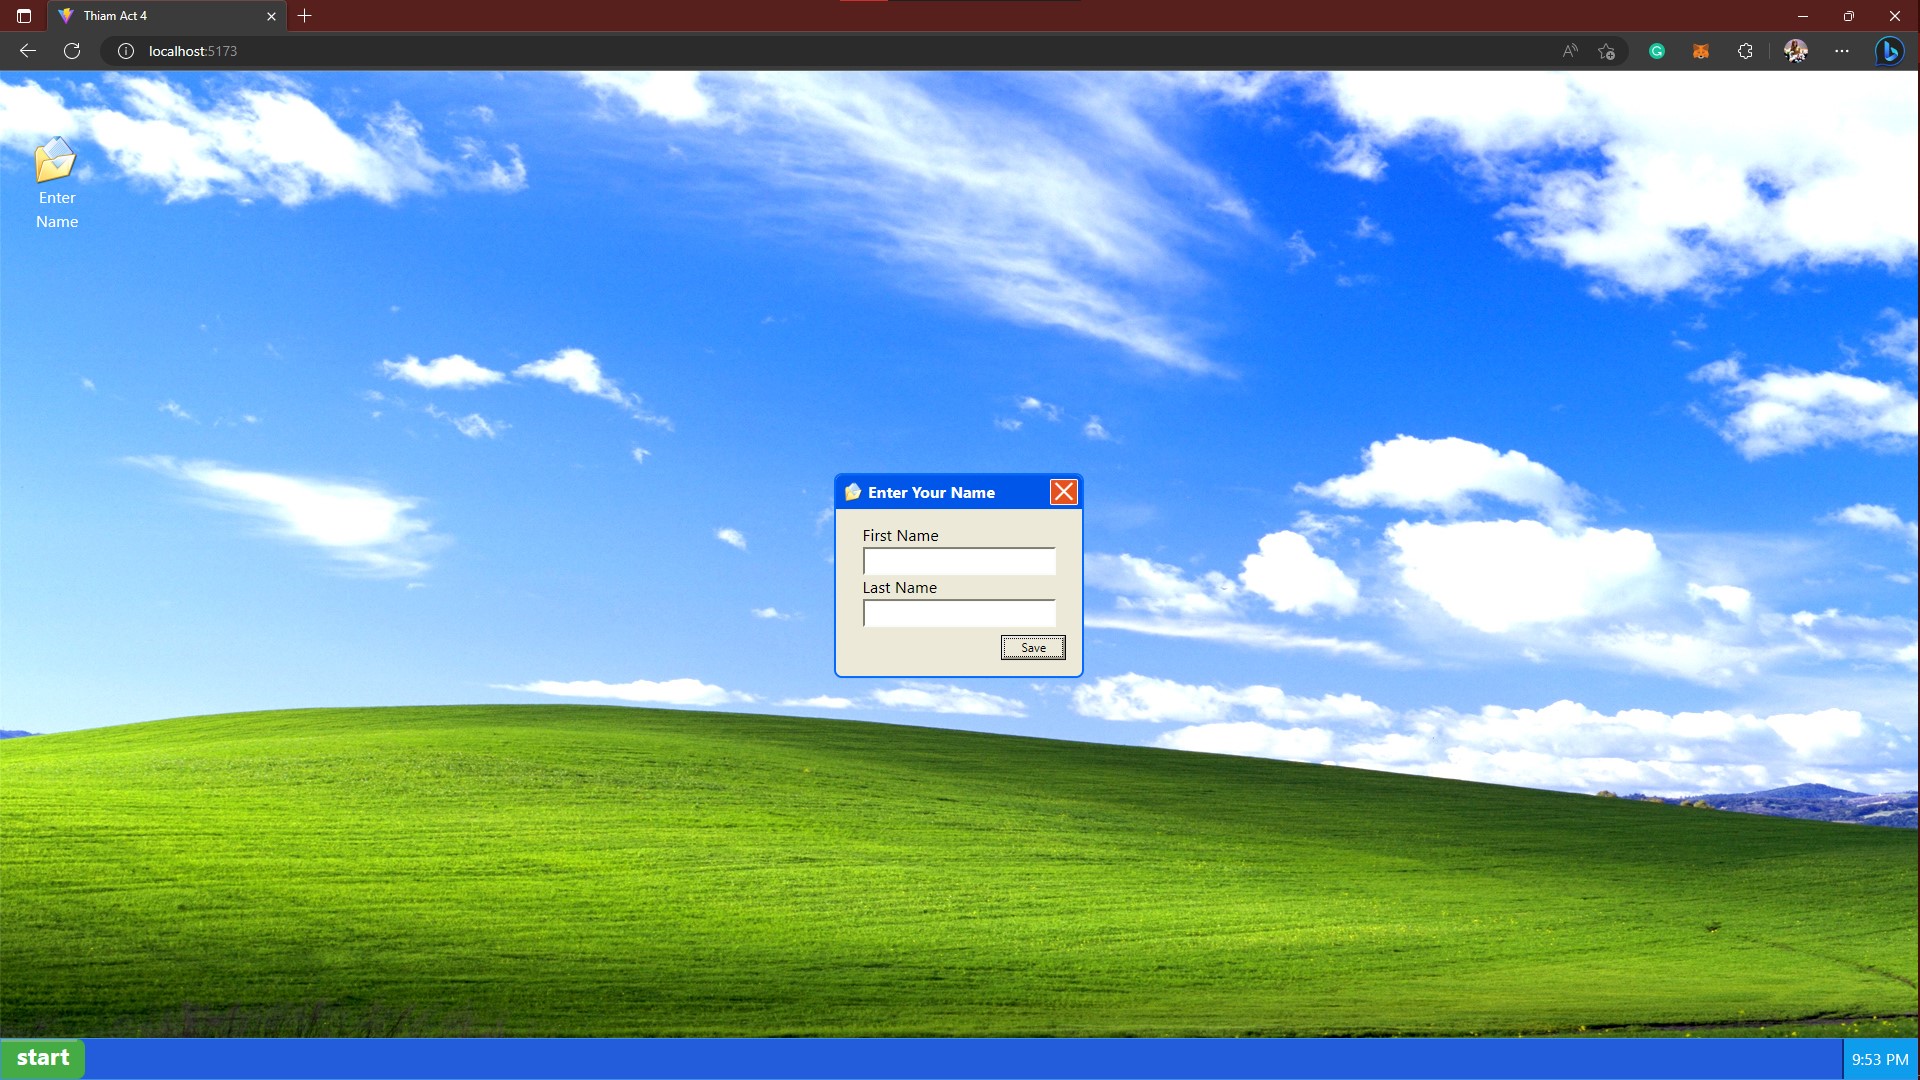 Thiam Act 4
localhost:5173
Enter
Name
Enter Your Name
First Name
Last Name
Save
start
9:53 PM